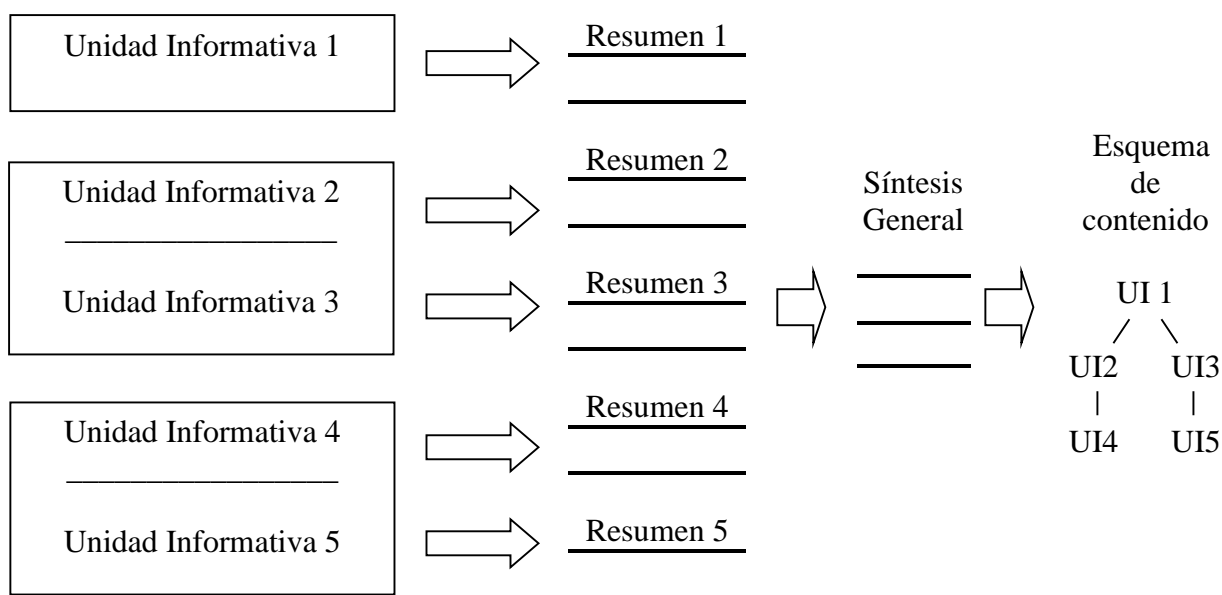 Unidad Informativa 1
Resumen 1
Unidad Informativa 2
Unidad Informativa 3
Resumen 2
Resumen 3
Unidad Informativa 4
Unidad Informativa 5
Resumen 4
Resumen 5
Síntesis
General
Esquema
de
contenido
UI 1
UI2 UI3
UI4 UI5